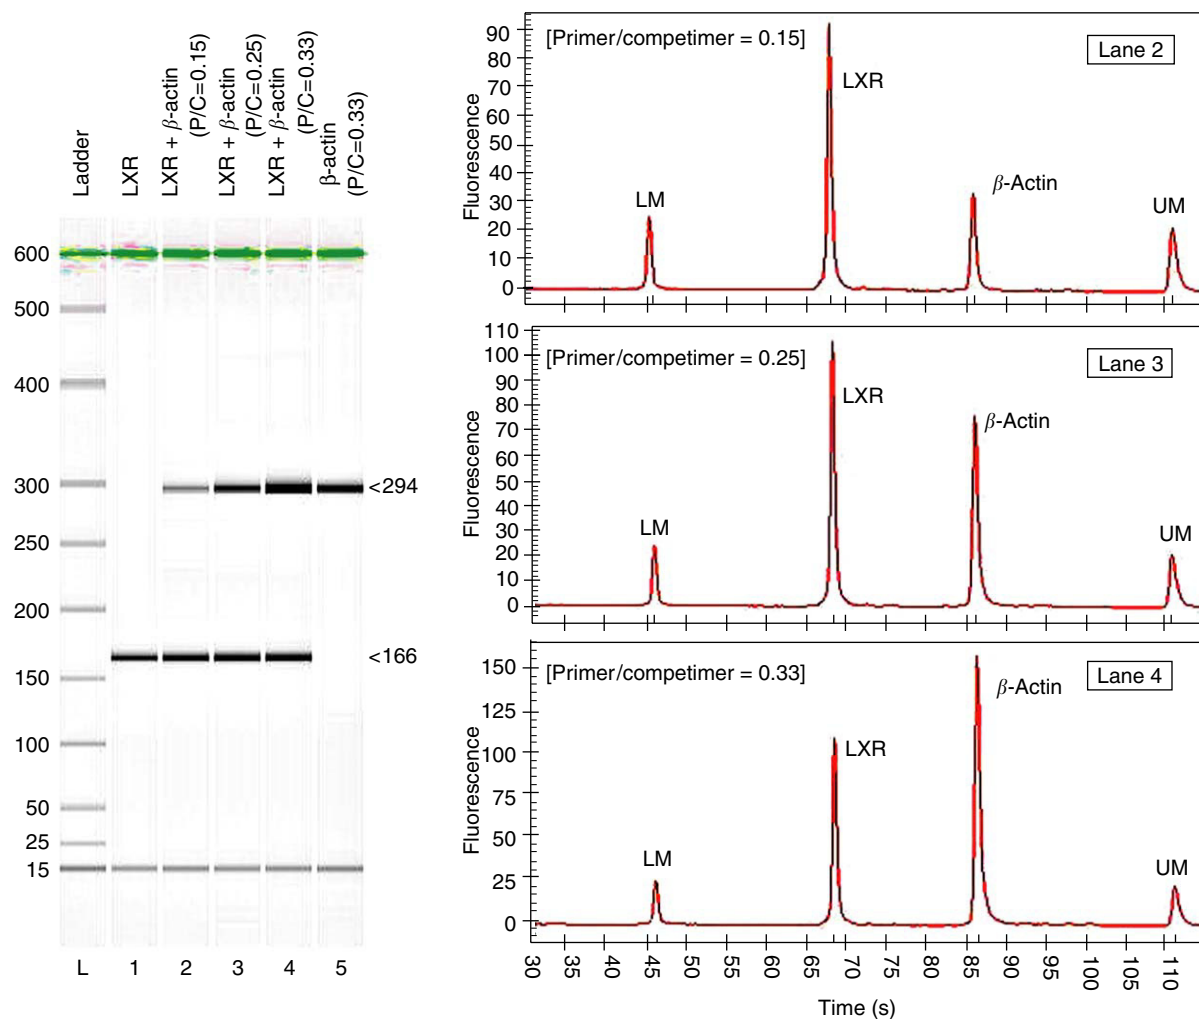 Ladder
LXR
LXR + β-actin
(P/C=0.15)
LXR + β-actin
(P/C=0.25)
LXR + β-actin
(P/C=0.33)
β-actin
(P/C=0.33)
600
500
400
300
250
200
150
100
50
25
15
<294
<166
L 1 2 3 4 5
[Primer/competimer = 0.15]
Lane 2
Fluorescence
90
80
70
60
50
40
30
20
10
0
LM
LXR
β-Actin
UM
[Primer/competimer = 0.25]
Lane 3
Fluorescence
110
100
90
80
70
60
50
40
30
20
10
0
LM
LXR
β-Actin
UM
[Primer/competimer = 0.33]
Lane 4
Fluorescence
150
125
100
75
50
25
0
LM
LXR
β-Actin
UM
30 35 40 45 50 55 60 65 70 75 80 85 90 95 100 105 110
Time (s)